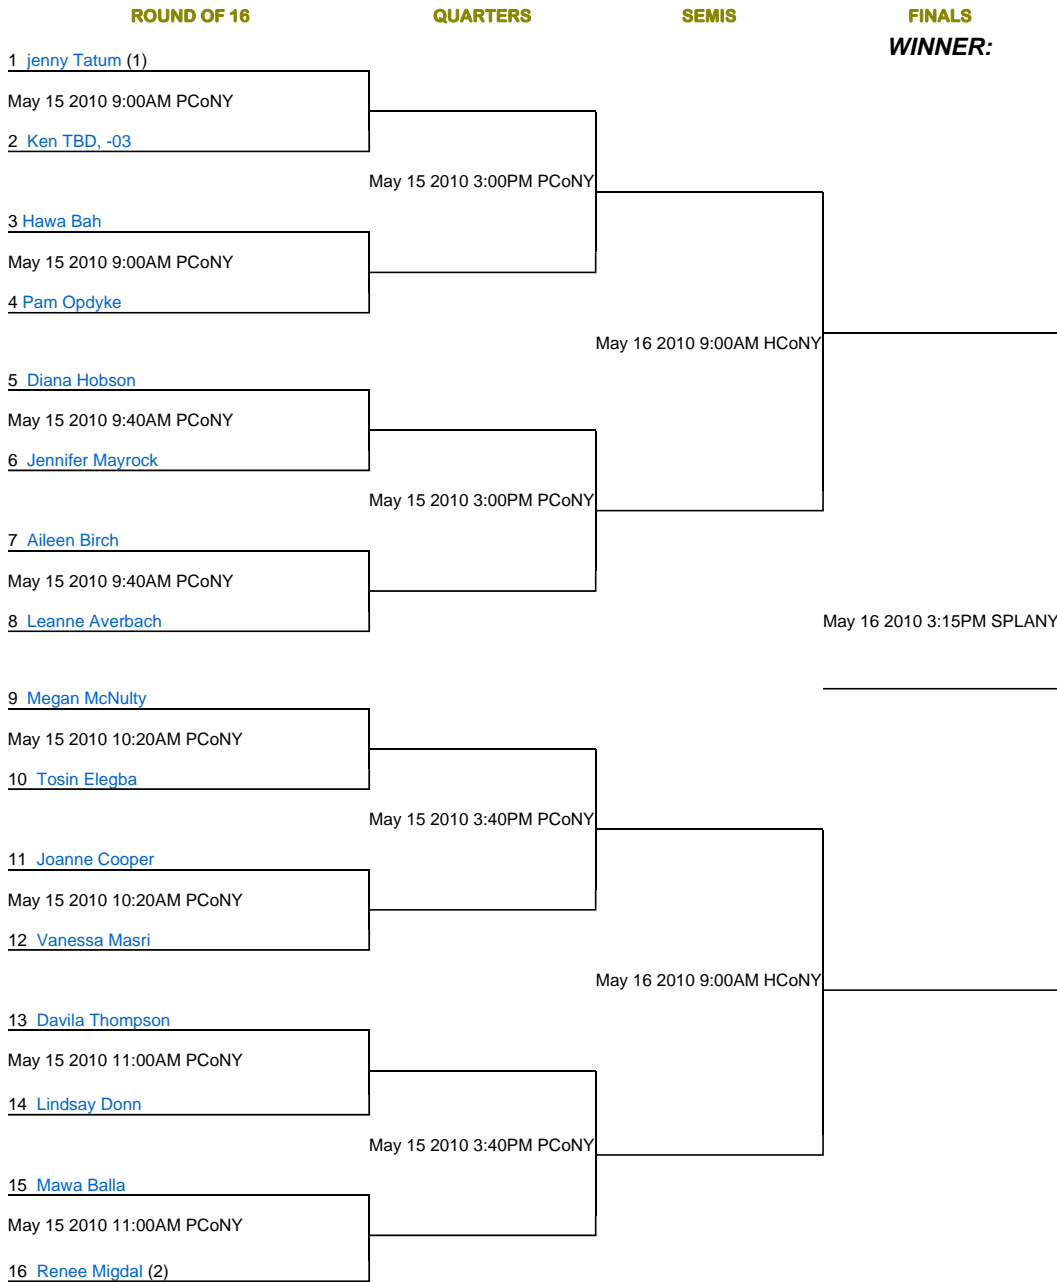 ROUND OF 16 QUARTERS SEMIS FINALS
WINNER:
1 jenny Tatum (1)
May 15 2010 9:00AM PCoNY
2 Ken TBD, -03
May 15 2010 3:00PM PCoNY
3 Hawa Bah
May 15 2010 9:00AM PCoNY
4 Pam Opdyke
May 16 2010 9:00AM HCoNY
5 Diana Hobson
May 15 2010 9:40AM PCoNY
6 Jennifer Mayrock
May 15 2010 3:00PM PCoNY
7 Aileen Birch
May 15 2010 9:40AM PCoNY
8 Leanne Averbach
May 16 2010 3:15PM SPLANY
9 Megan McNulty
May 15 2010 10:20AM PCoNY
10 Tosin Elegba
May 15 2010 3:40PM PCoNY
11 Joanne Cooper
May 15 2010 10:20AM PCoNY
12 Vanessa Masri
May 16 2010 9:00AM HCoNY
13 Davila Thompson
May 15 2010 11:00AM PCoNY
14 Lindsay Donn
May 15 2010 3:40PM PCoNY
15 Mawa Balla
May 15 2010 11:00AM PCoNY
16 Renee Migdal (2)